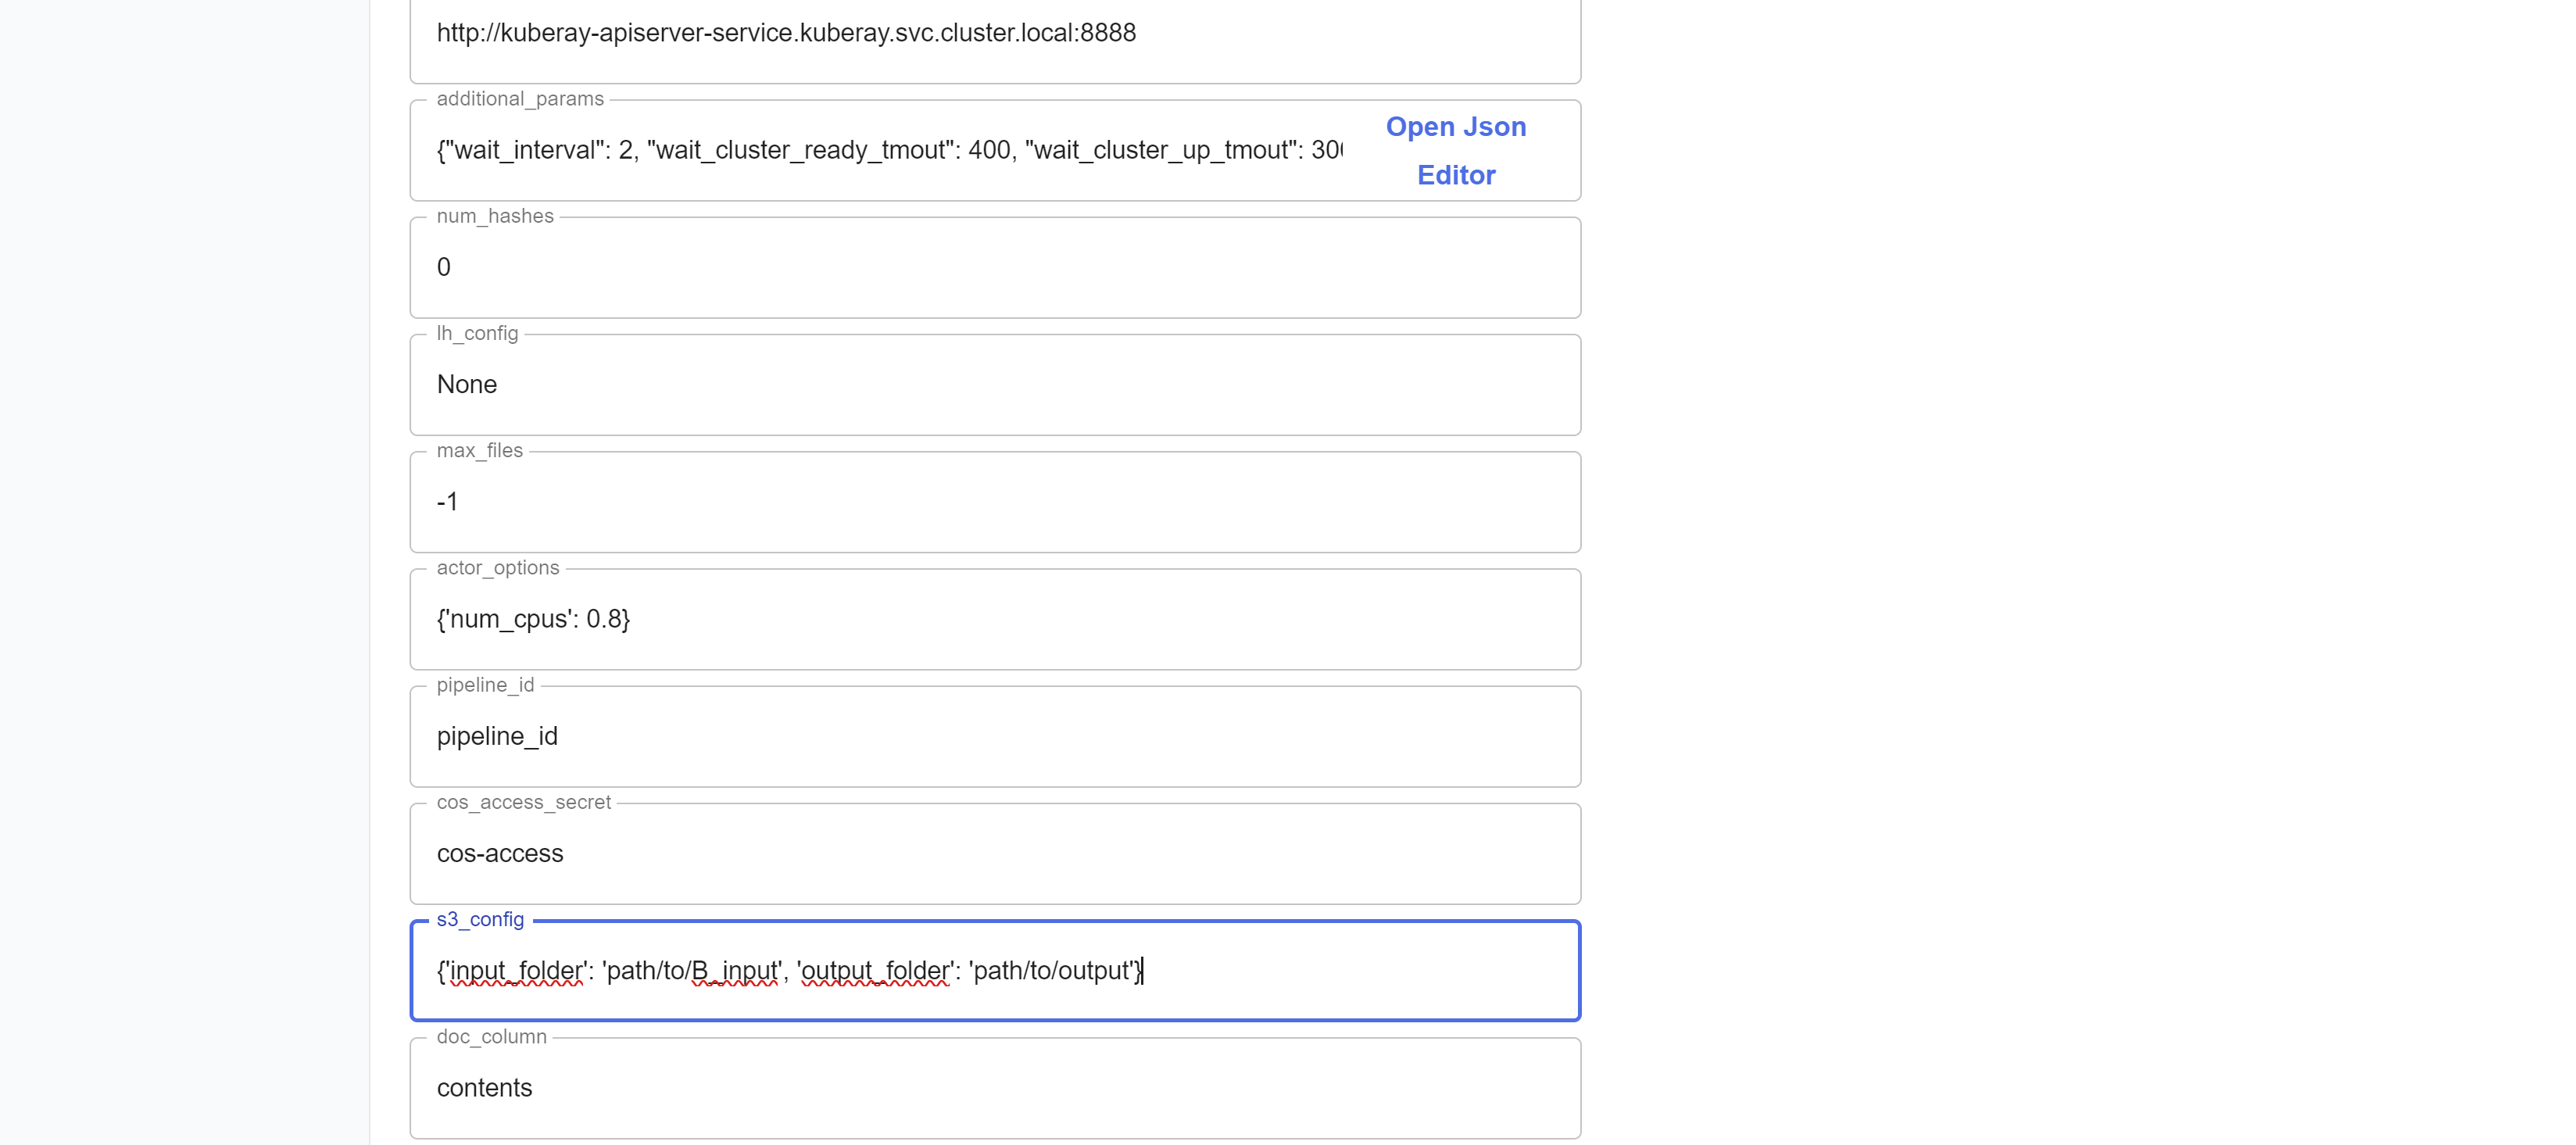 http://kuberay-apiserver-service.kuberay.svc.cluster.local:8888
additional_params
{"wait_interval": 2, "wait_cluster_ready_tmout": 400, "wait_cluster_up_tmout": 300
Open Json
Editor
num_hashes
0
lh_config
None
max_files
-1
actor_options
{'num_cpus': 0.8}
pipeline_id
pipeline_id
cos_access_secret
cos-access
s3_config
{'input_folder': 'path/to/B_input', 'output_folder': 'path/to/output'}
doc_column
contents